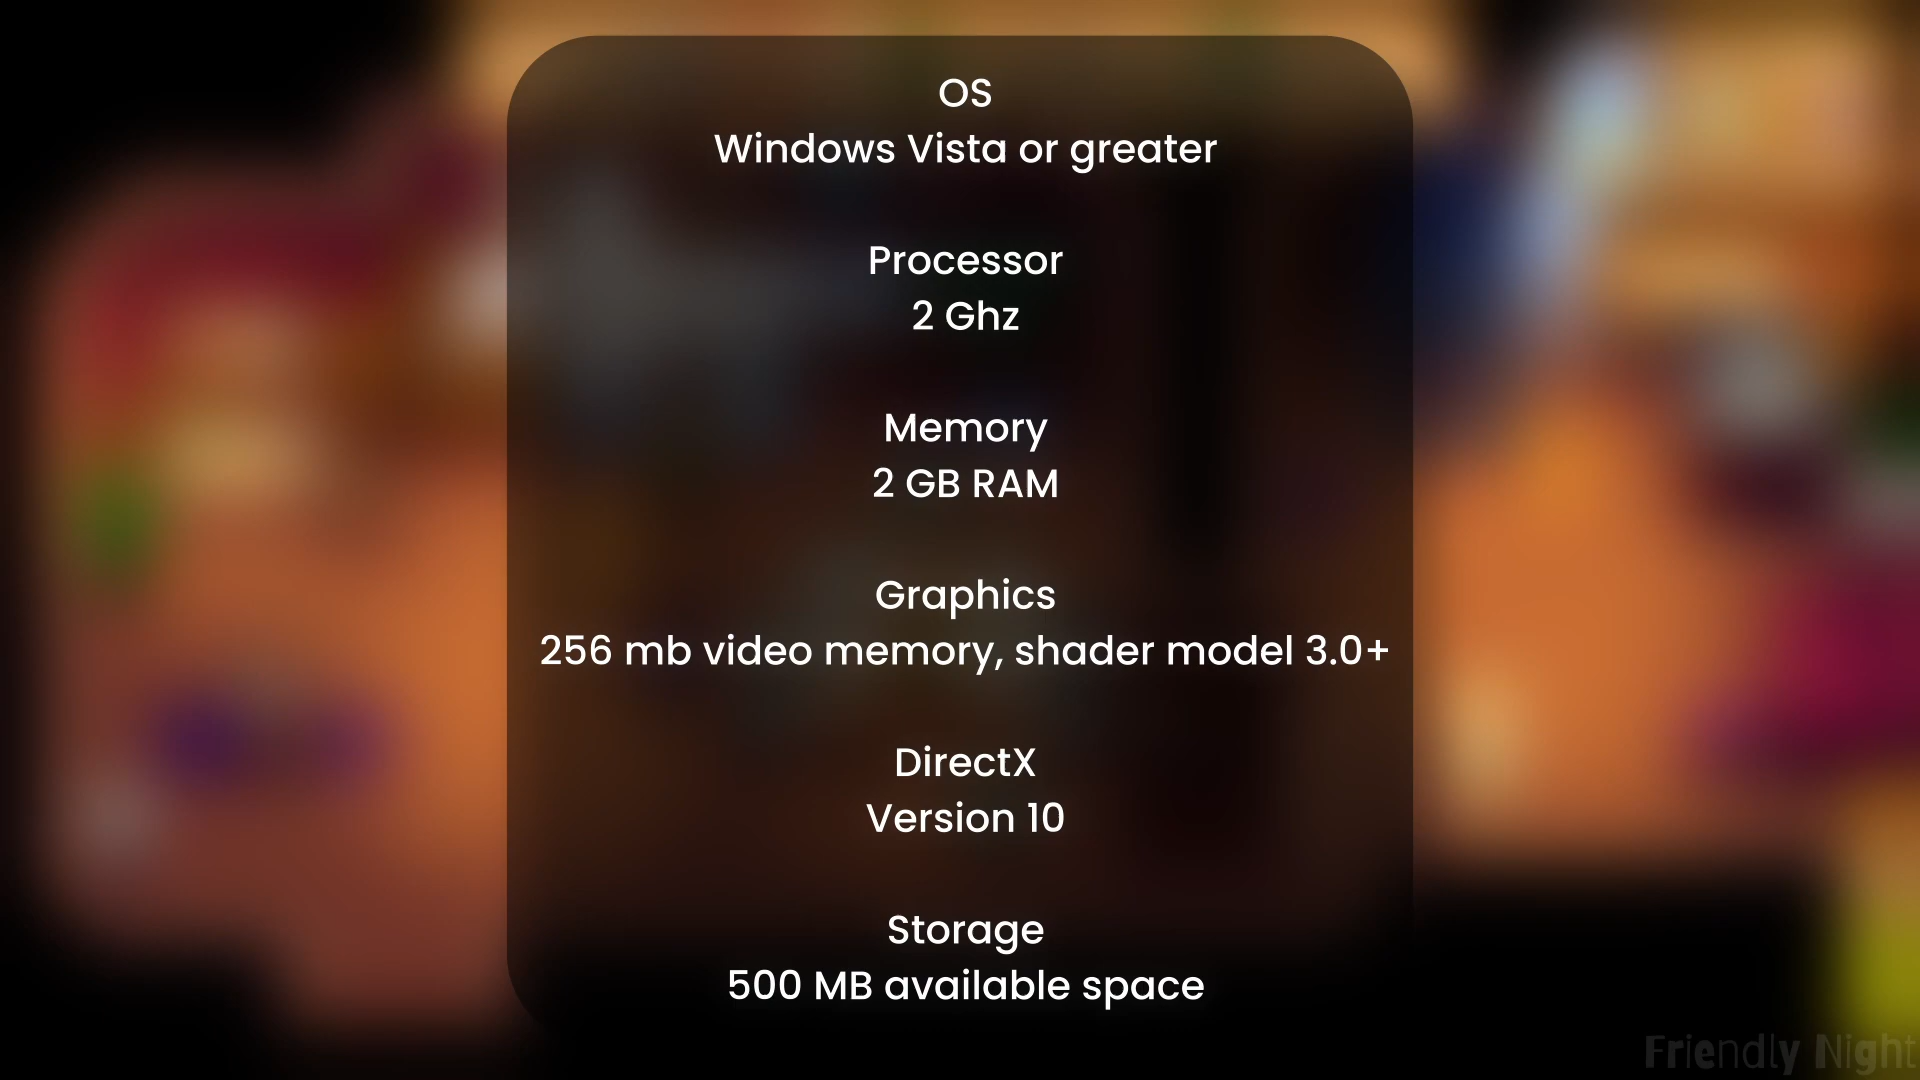 OS
Windows Vista or greater
Processor
2 Ghz
Memory
2 GB RAM
Graphics
256 mb video memory, shader model 3.0+
DirectX
Version 10
Storage
500 MB available space
Friendly Night